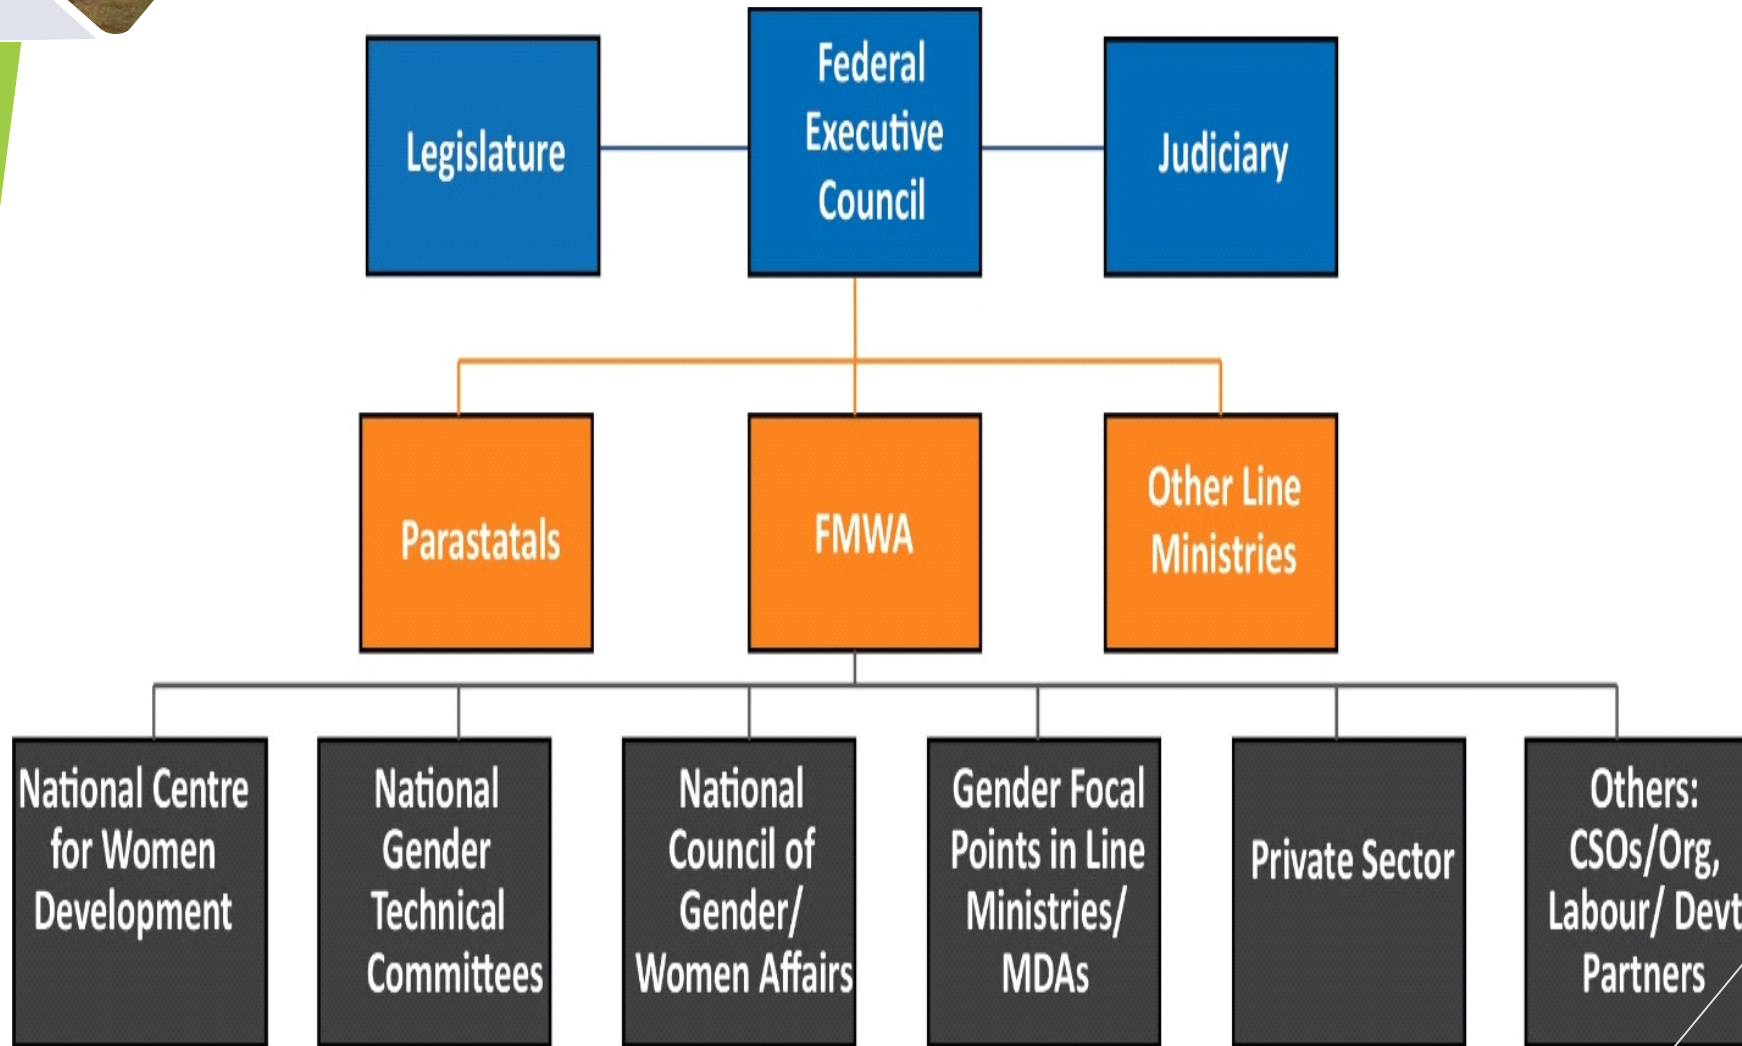 Legislature
Federal
Executive
Council
Judiciary
Parastatals
FMWA
Other Line
Ministries
National Centre
for Women
Development
National
Gender
Technical
Committees
National
Council of
Gender/
Women Affairs
Gender Focal
Points in Line
Ministries/
MDAs
Private Sector
Others:
CSOs/Org,
Labour/ Devt
Partners